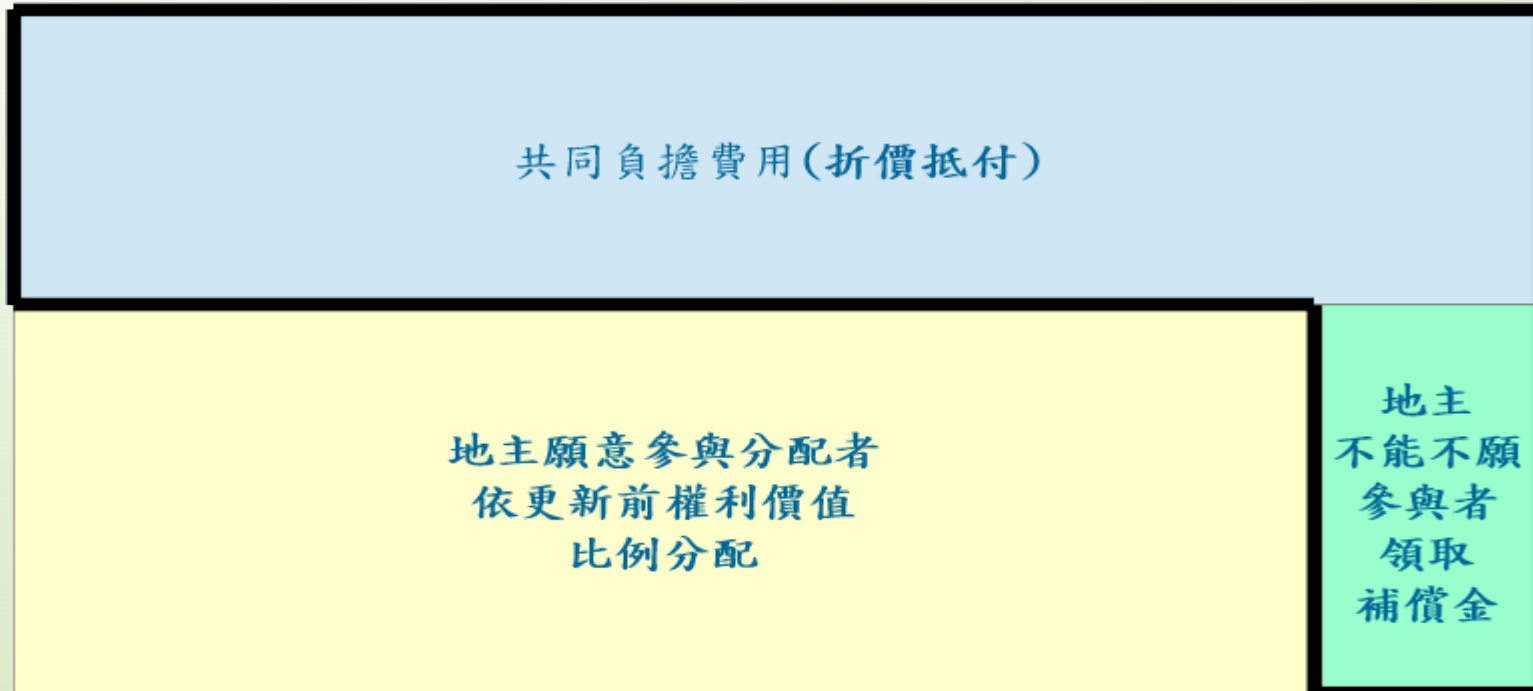 共同負擔費用(折價抵付)
地主願意參與分配者
依更新前權利價值
比例分配
地主
不能不願
參與者
領取
補償金